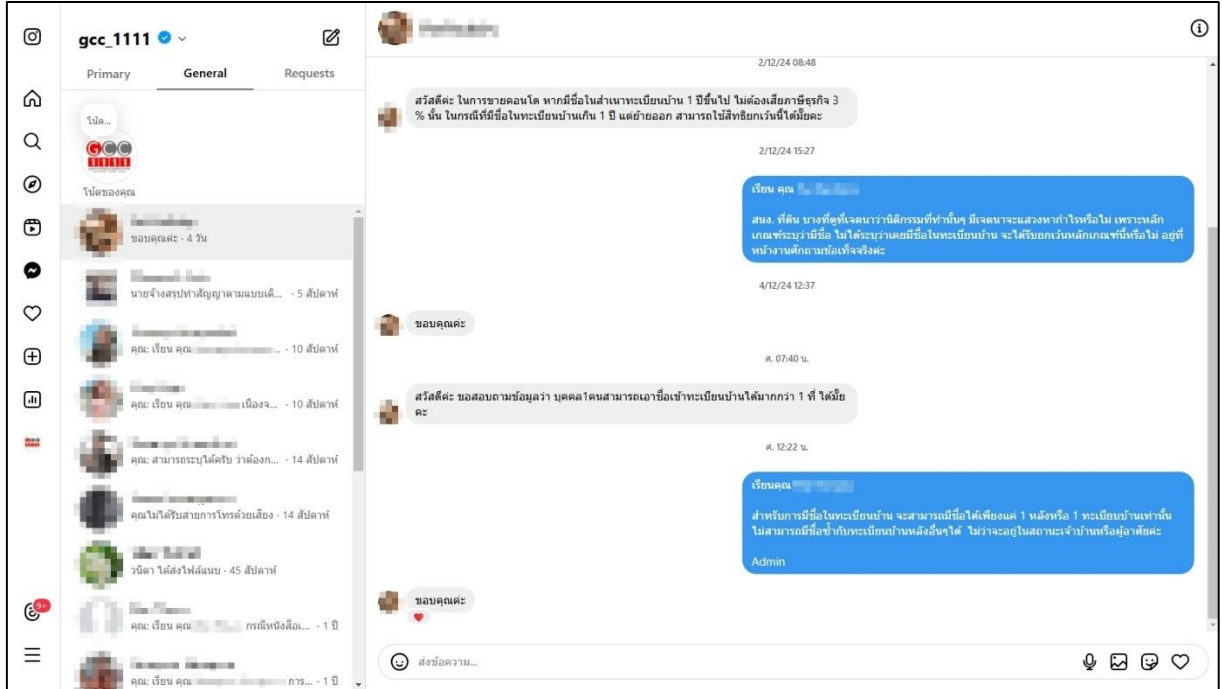 gcc_1111
Primary General Requests
โน้ต...
GCC
1111
โน้ตของคุณ
ขอบคุณค่ะ · 4 วัน
นายจ้างสรุปทำสัญญาตามแบบเดิ... · 5 สัปดาห์
คุณ: เรียน คุณ ... · 10 สัปดาห์
คุณ: เรียน คุณ เนื่องจ... · 10 สัปดาห์
คุณ: สามารถระบุได้ครับ ว่าต้องก... · 14 สัปดาห์
คุณไม่ได้รับสายการโทรด้วยเสียง · 14 สัปดาห์
วนิดา ได้ส่งไฟล์แนบ · 45 สัปดาห์
คุณ: เรียน คุณ กรณีหนังสือเ... · 1 ปี
คุณ: เรียน คุณ การ... · 1 ปี
9+
2/12/24 08:48
สวัสดีค่ะ ในการขายคอนโด หากมีชื่อในสำเนาทะเบียนบ้าน 1 ปีขึ้นไป ไม่ต้องเสียภาษีธุรกิจ 3
% นั้น ในกรณีที่มีชื่อในทะเบียนบ้านเกิน 1 ปี แต่ย้ายออก สามารถใช้สิทธิยกเว้นนี้ได้มั้ยคะ
2/12/24 15:27
เรียน คุณ
สนง. ที่ดิน บางที่ดูที่เจตนาว่านิติกรรมที่ทำนั้นๆ มีเจตนาจะแสวงหากำไรหรือไม่ เพราะหลัก
เกณฑ์ระบุว่ามีชื่อ ไม่ได้ระบุว่าเคยมีชื่อในทะเบียนบ้าน จะได้รับยกเว้นหลักเกณฑ์นี้หรือไม่ อยู่ที่
หน้างานดักถามข้อเท็จจริงค่ะ
4/12/24 12:37
ขอบคุณค่ะ
ศ. 07:40 น.
สวัสดีค่ะ ขอสอบถามข้อมูลว่า บุคคล1คนสามารถเอาชื่อเข้าทะเบียนบ้านได้มากกว่า 1 ที่ ได้มั้ย
คะ
ศ. 12:22 น.
เรียนคุณ
สำหรับการมีชื่อในทะเบียนบ้าน จะสามารถมีชื่อได้เพียงแค่ 1 หลังหรือ 1 ทะเบียบบ้านเท่านั้น
ไม่สามารถมีชื่อซ้ำกับทะเบียนบ้านหลังอื่นๆได้ ไม่ว่าจะอยู่ในสถานะเจ้าบ้านหรือผู้อาศัยค่ะ
Admin
ขอบคุณค่ะ
ส่งข้อความ...